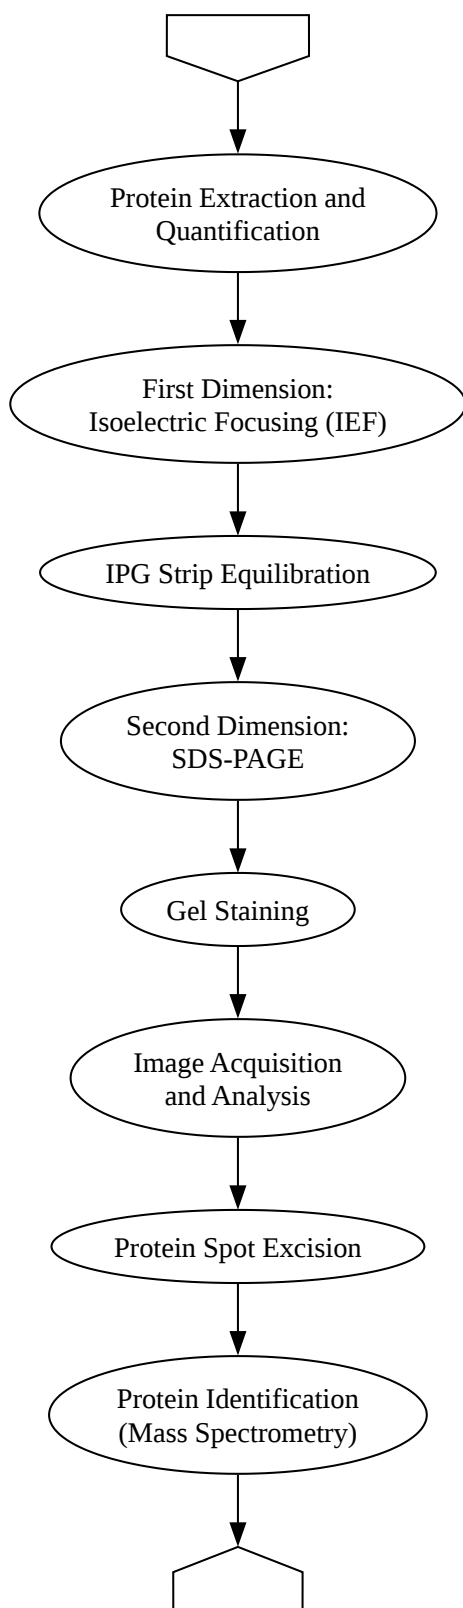 Protein Extraction and
Quantification
First Dimension:
Isoelectric Focusing (IEF)
IPG Strip Equilibration
Second Dimension:
SDS-PAGE
Gel Staining
Image Acquisition
and Analysis
Protein Spot Excision
Protein Identification
(Mass Spectrometry)